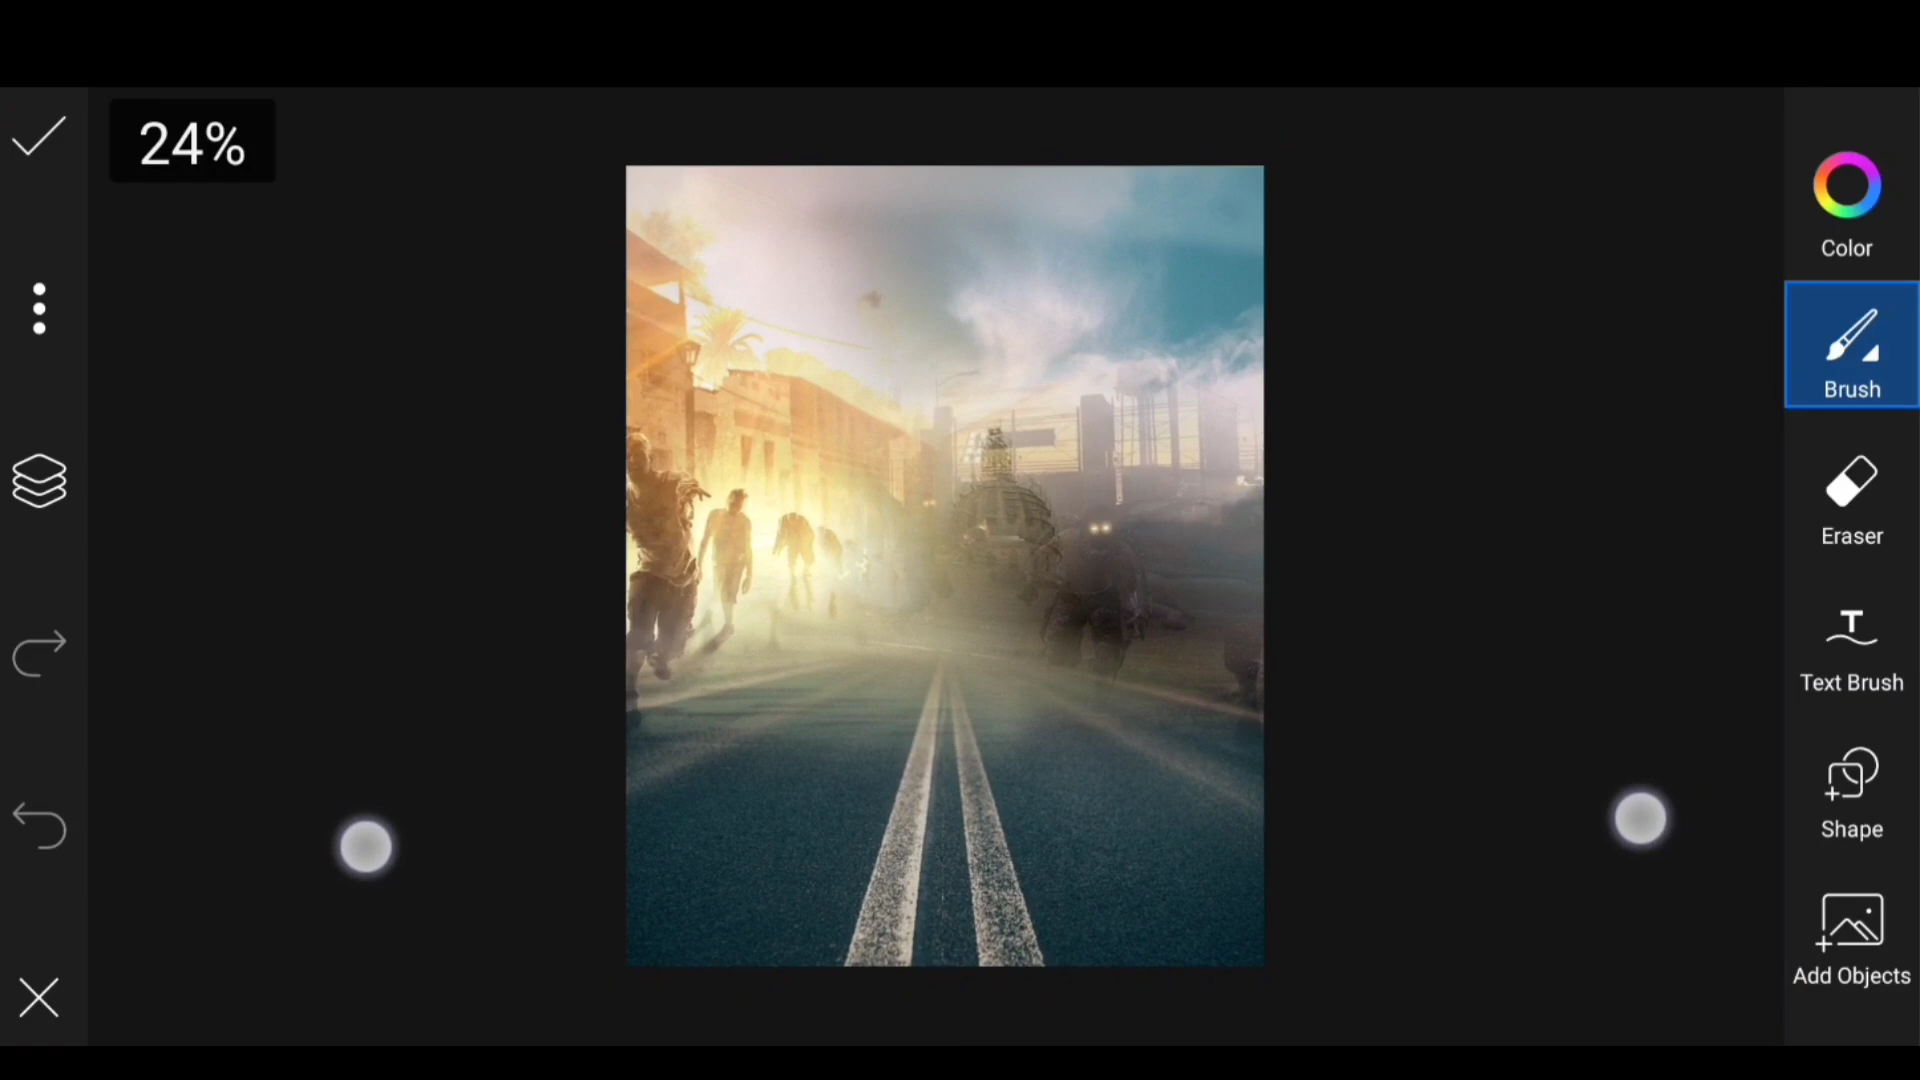 24%
Color
Brush
Eraser
T
Text Brush
Shape
Add Objects